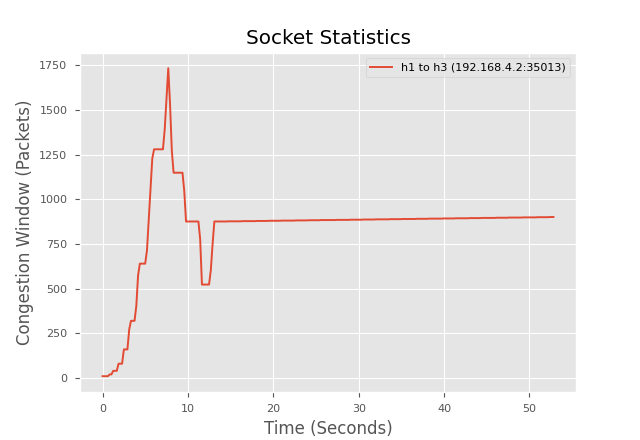 Socket Statistics
h1 to h3 (192.168.4.2:35013)
Congestion Window (Packets)
1750
1500
1250
1000
750
500
250
0
0 10 20 30 40 50
Time (Seconds)